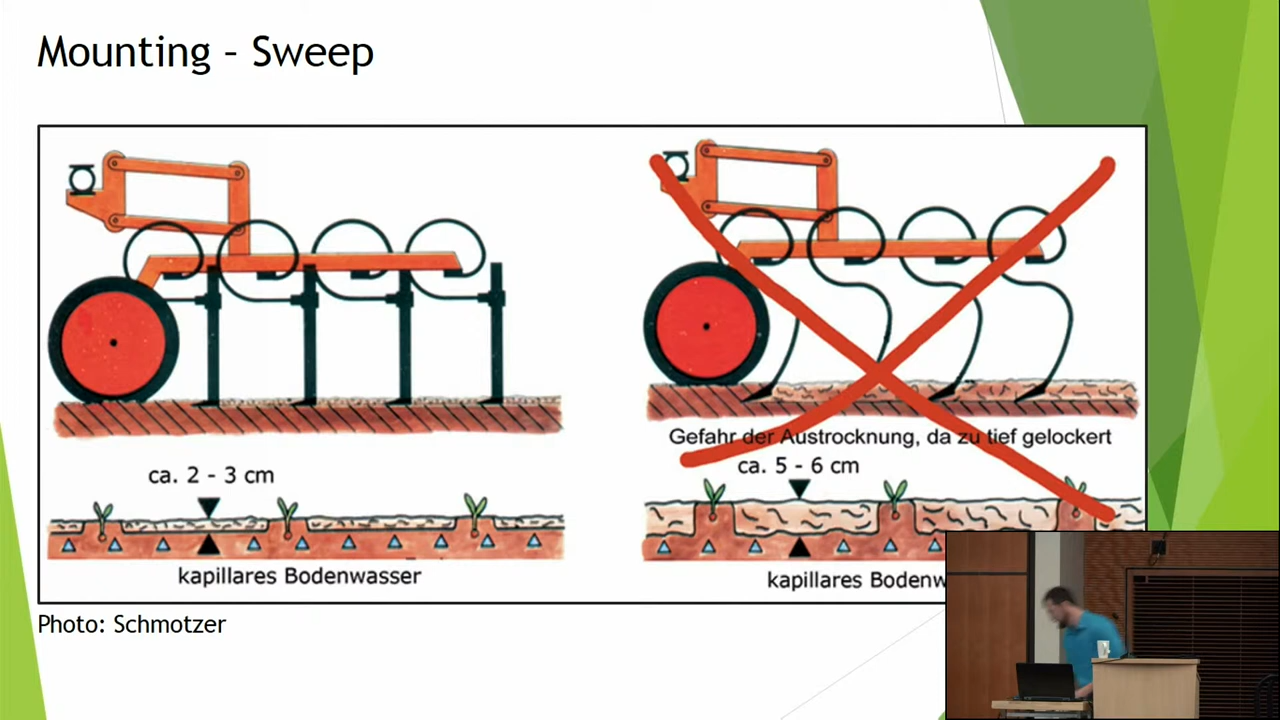 Mounting – Sweep
Gefahr der Austrocknung, da zu tief gelockert
ca. 2 - 3 cm
ca. 5 - 6 cm
kapillares Bodenwasser
kapillares
Photo: Schmotzer